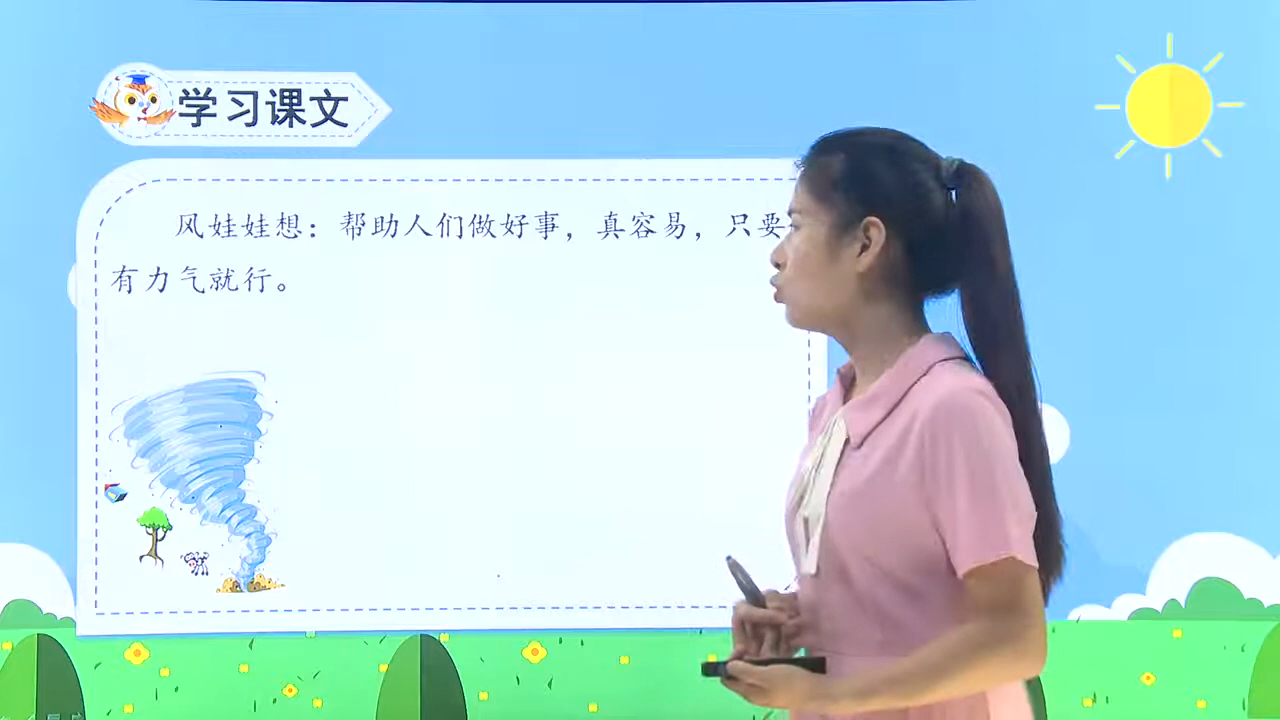 学习课文
风娃娃想：帮助人们做好事，真容易，只要
有力气就行。